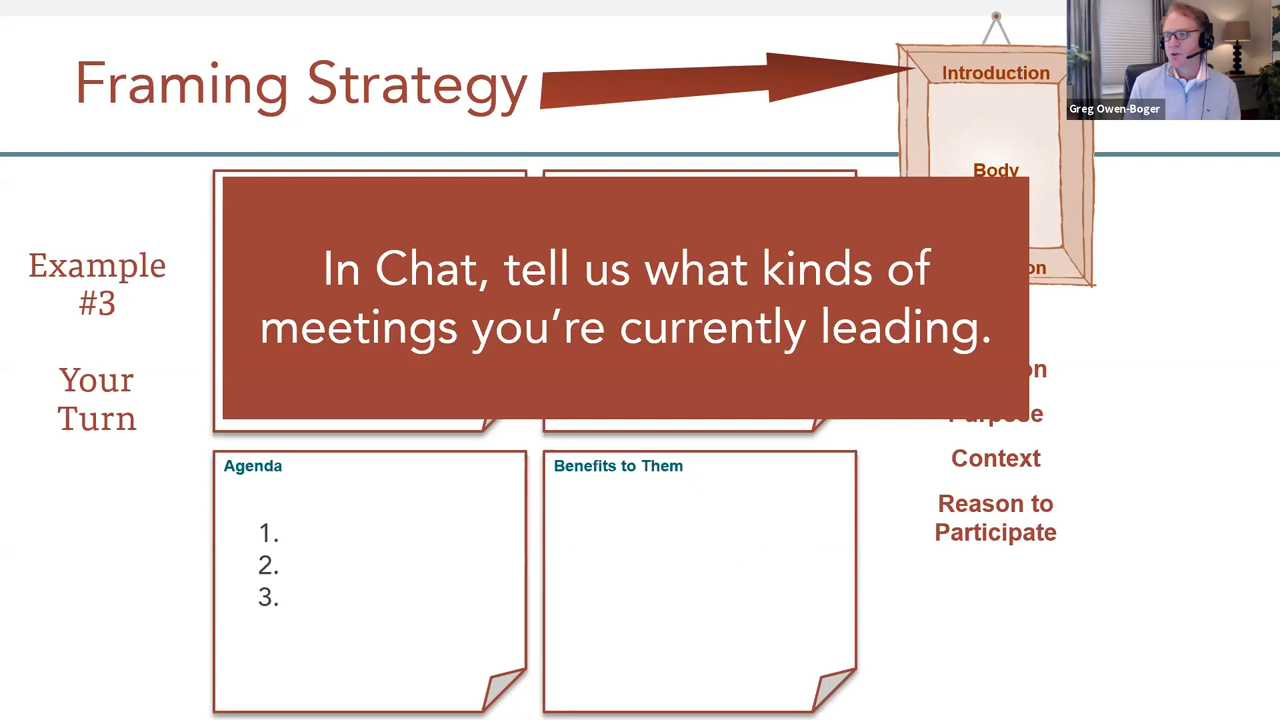 Framing Strategy
Introduction
Greg Owen-Boger
Body
Example
#3
Your
Turn
In Chat, tell us what kinds of
meetings you're currently leading.
Context
Reason to
Participate
Agenda
1.
2.
3.
Benefits to Them